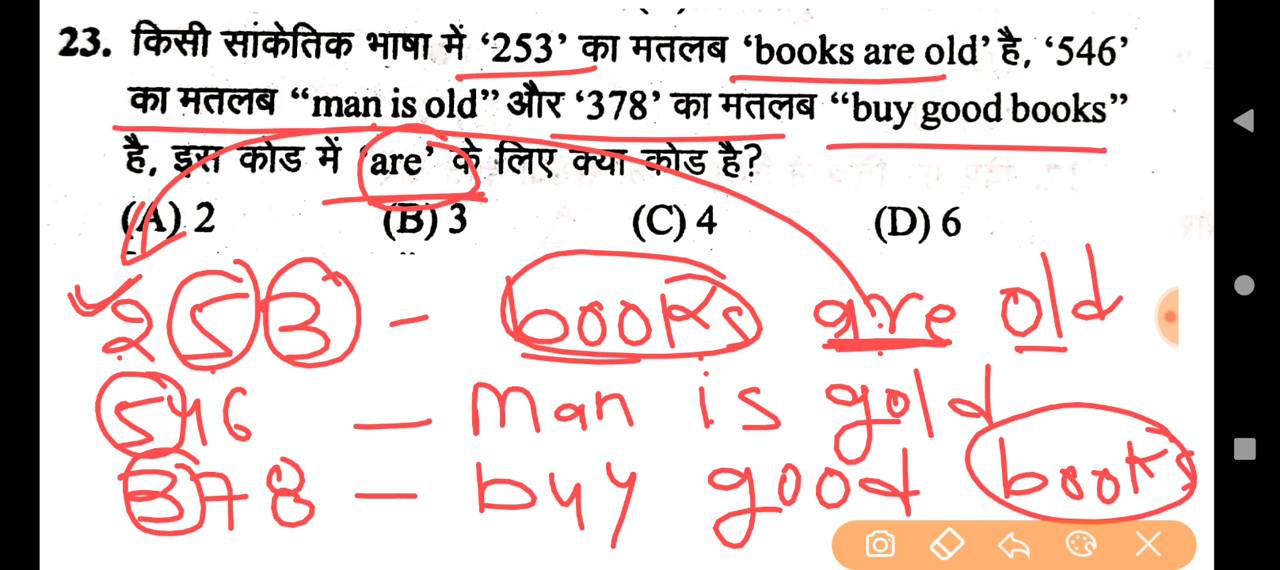 23. किसी सांकेतिक भाषा में ‘253’ का मतलब ‘books are old’ है, ‘546’
का मतलब “man is old” और ‘378’ का मतलब “buy good books”
है, इस कोड में ‘are’ के लिए क्या कोड है?
(A) 2 (B) 3 (C) 4 (D) 6
253 - books are old
546 — man is gold
378 — buy good books